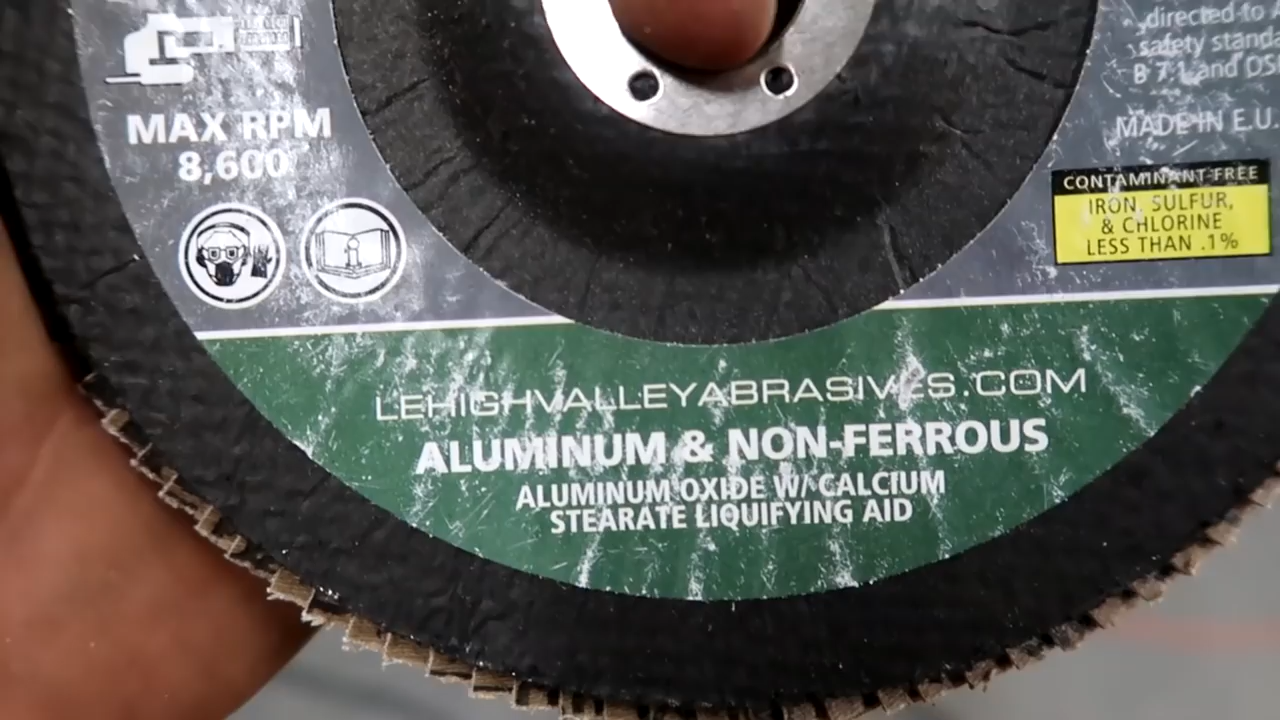 directed to
safety standa
B 7.1 and OS
MADE IN E.U.
MAX RPM
8,600
CONTAMINANT FREE
IRON, SULFUR,
& CHLORINE
LESS THAN .1%
LEHIGHVALLEYABRASIVES.COM
ALUMINUM & NON-FERROUS
ALUMINUM OXIDE W/ CALCIUM
STEARATE LIQUIFYING AID